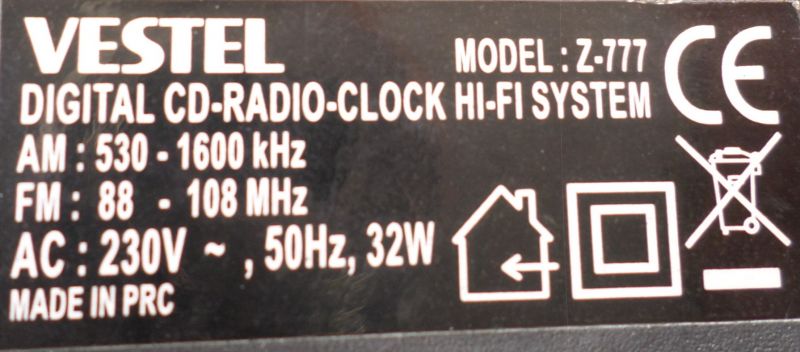 VESTEL
MODEL : Z-777
DIGITAL CD-RADIO-CLOCK HI-FI SYSTEM
AM : 530 - 1600 kHz
FM : 88 - 108 MHz
AC : 230V ~ , 50Hz, 32W
MADE IN PRC
CE